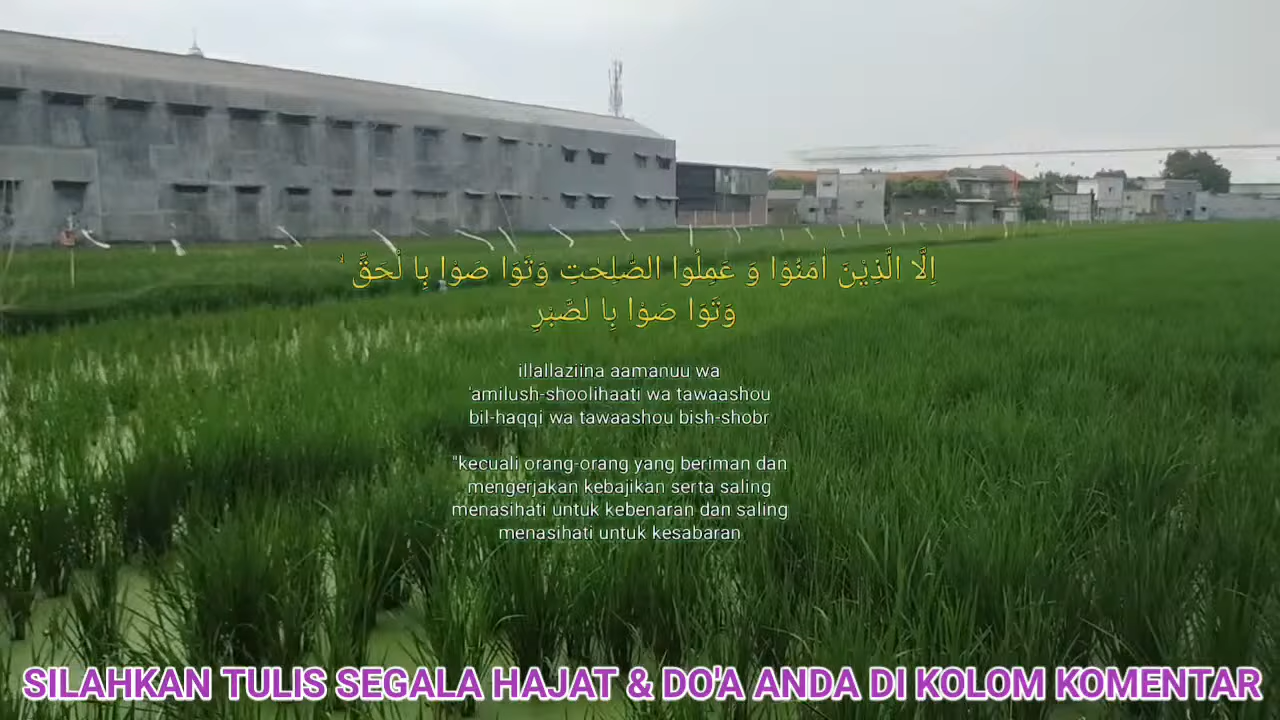 اِلَّا الَّذِيْنَ اٰمَنُوْا وَ عَمِلُوا الصّٰلِحٰتِ وَتَوَا صَوْا بِا لْحَقِّ ۙ
وَتَوَا صَوْا بِا لصَّبْرِ
illallaziina aamanuu wa
'amilush-shoolihaati wa tawaashou
bil-haqqi wa tawaashou bish-shobr
"kecuali orang-orang yang beriman dan
mengerjakan kebajikan serta saling
menasihati untuk kebenaran dan saling
menasihati untuk kesabaran
SILAHKAN TULIS SEGALA HAJAT & DO'A ANDA DI KOLOM KOMENTAR